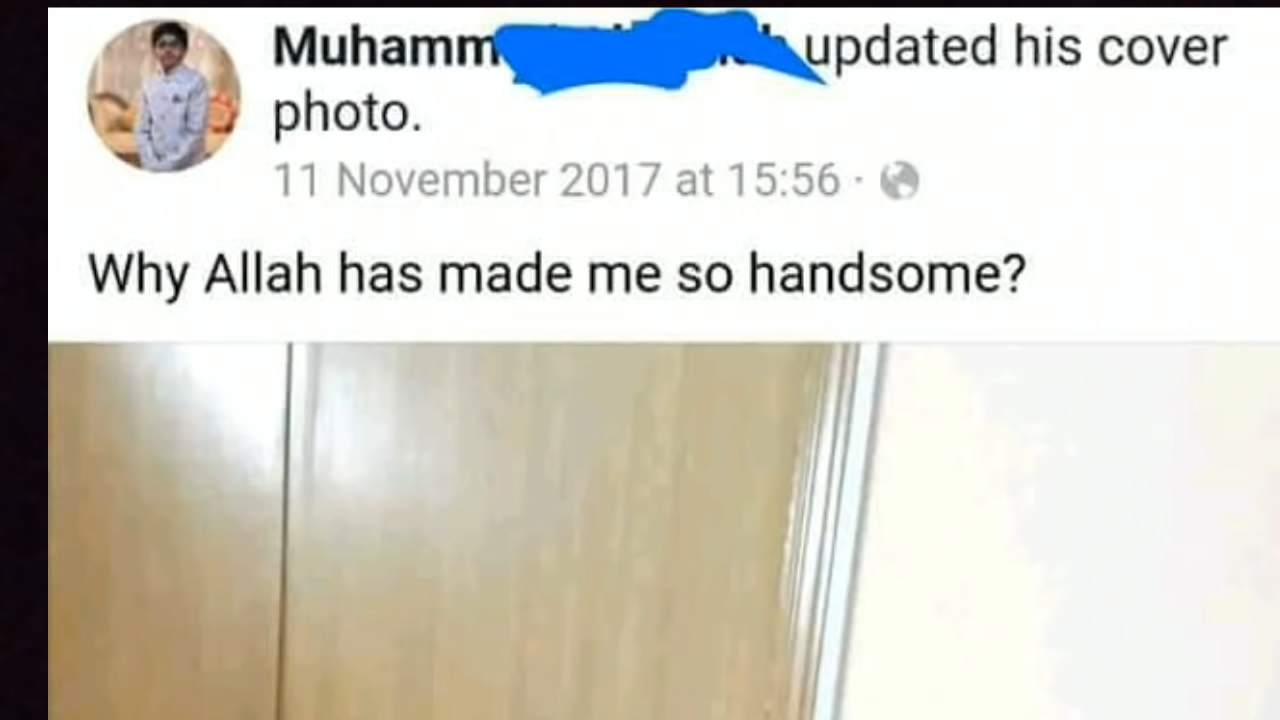 Muhamm updated his cover
photo.
11 November 2017 at 15:56 ·
Why Allah has made me so handsome?